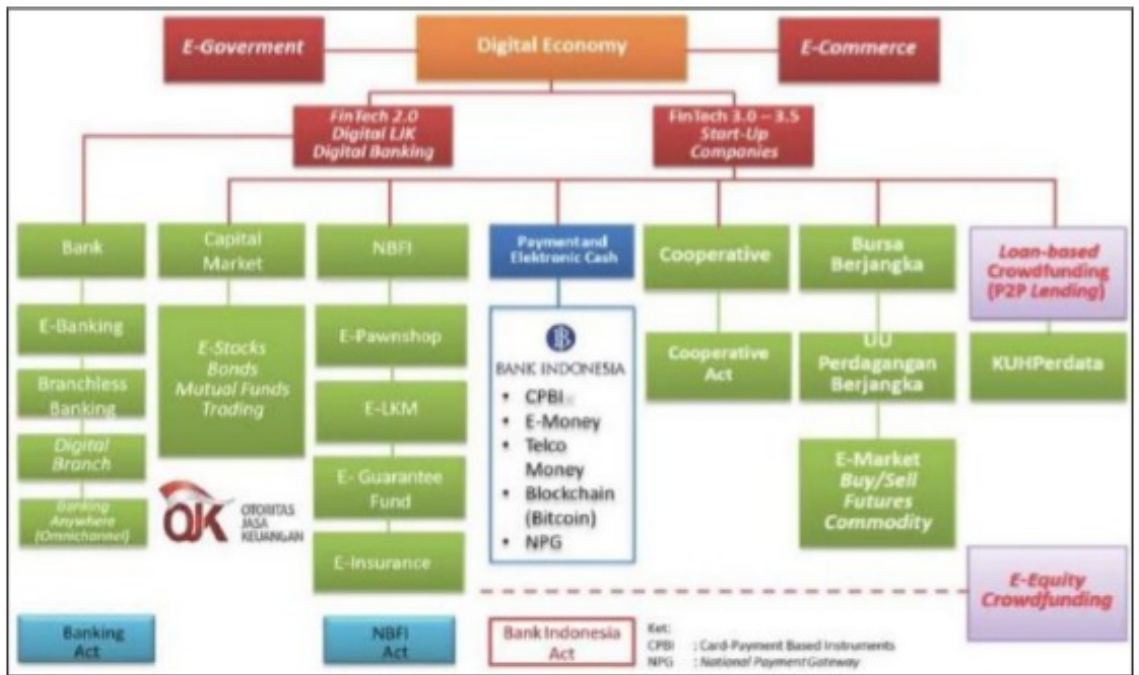 E-Goverment
Digital Economy
E-Commerce
FinTech 2.0
Digital LJK
Digital Banking
FinTech 3.0 – 3.5
Start-Up
Companies
Bank
Capital
Market
NBFI
Payment and
Elektronic Cash
Cooperative
Bursa
Berjangka
Loan-based
Crowdfunding
(P2P Lending)
E-Banking
Branchless
Banking
Digital
Branch
Banking
Anywhere
(Omnichannel)
E-Stocks
Bonds
Mutual Funds
Trading
OJK
OTORITAS
JASA
KEUANGAN
E-Pawnshop
E-LKM
E- Guarantee
Fund
E-Insurance
BANK INDONESIA
• CPBI
• E-Money
• Telco
Money
• Blockchain
(Bitcoin)
• NPG
Cooperative
Act
UU
Perdagangan
Berjangka
E-Market
Buy/Sell
Futures
Commodity
KUHPerdata
E-Equity
Crowdfunding
Banking
Act
NBFI
Act
Bank Indonesia
Act
Ket:
CPBI : Card-Payment Based Instruments
NPG : National Payment Gateway